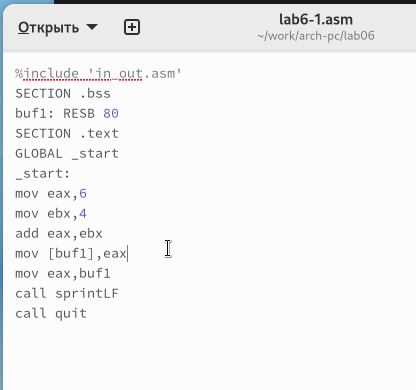 Открыть
lab6-1.asm
~/work/arch-pc/lab06
%include 'in_out.asm'
SECTION .bss
buf1: RESB 80
SECTION .text
GLOBAL _start
_start:
mov eax,6
mov ebx,4
add eax,ebx
mov [buf1],eax
mov eax,buf1
call sprintLF
call quit